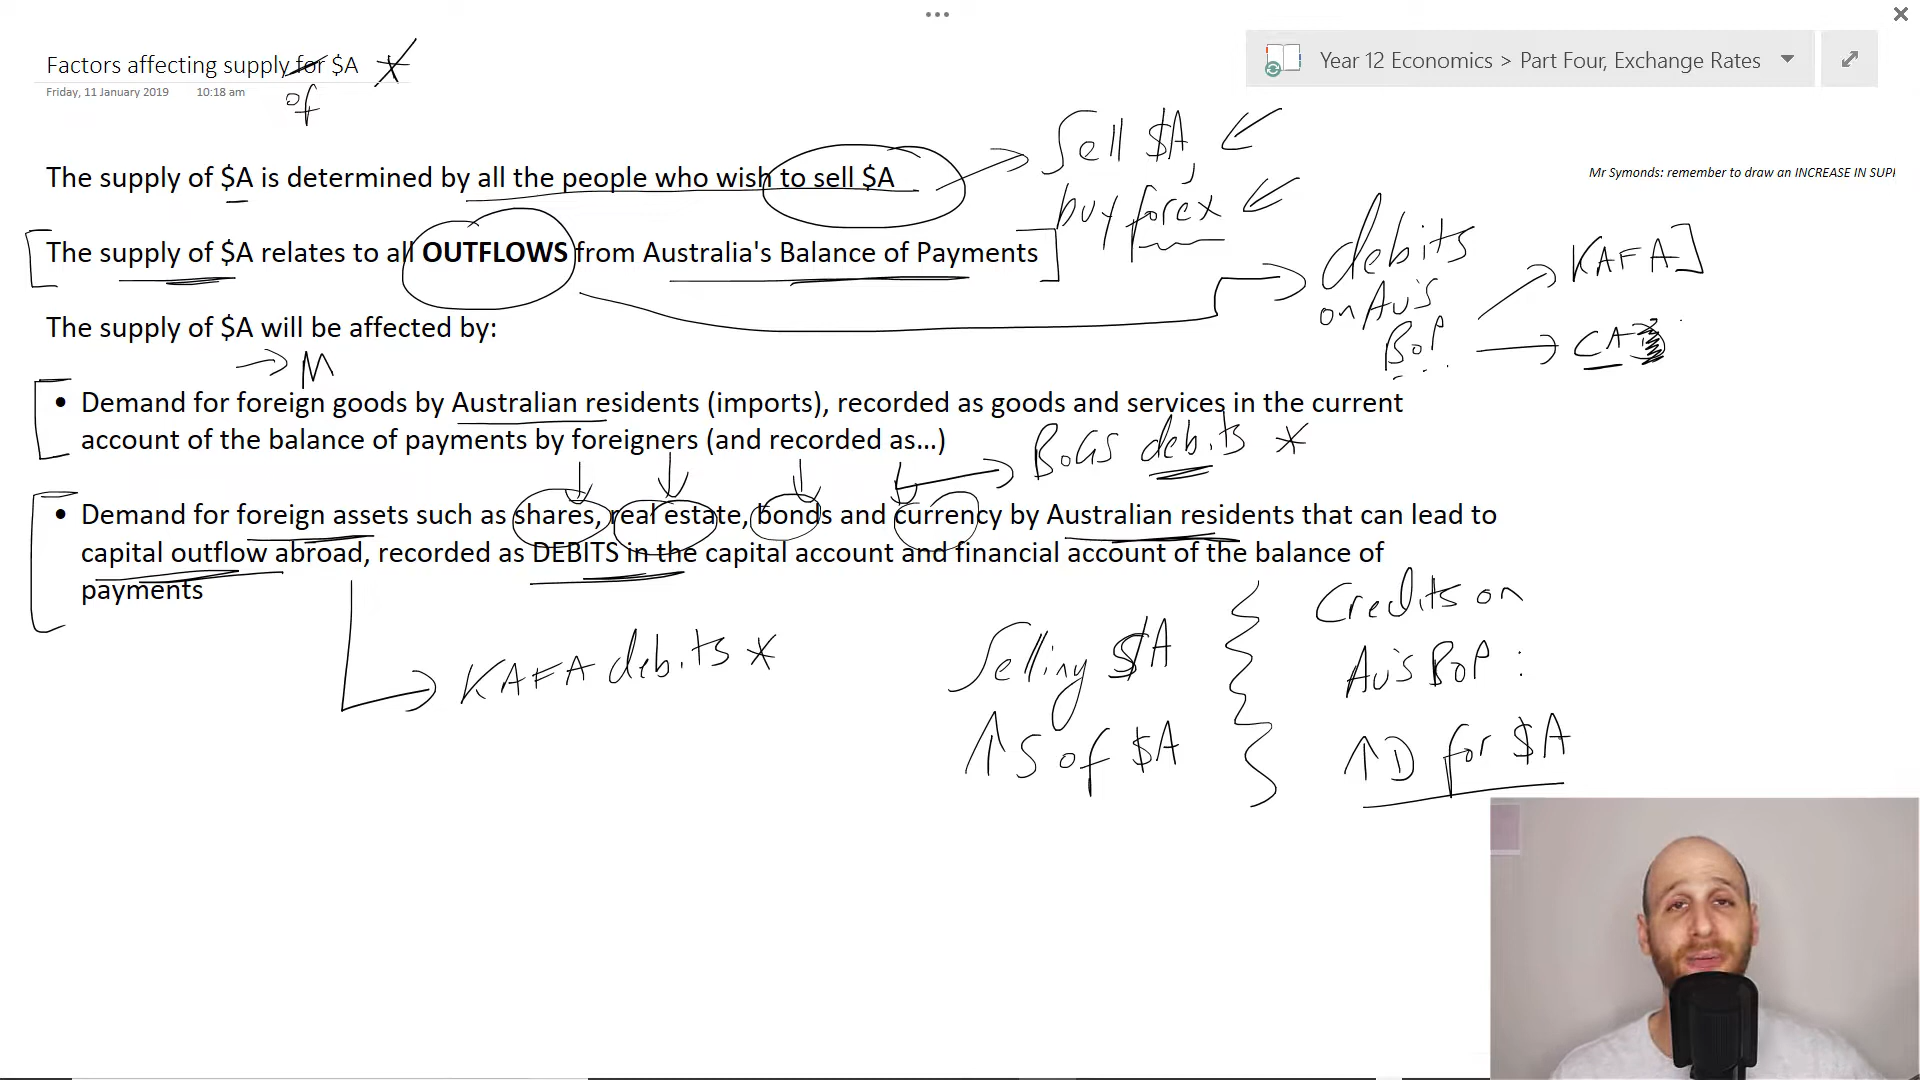 Factors affecting supply for $A
of
Friday, 11 January 2019 10:18 am
Year 12 Economics > Part Four, Exchange Rates
Mr Symonds: remember to draw an INCREASE IN SUPI
The supply of $A is determined by all the people who wish to sell $A
Sell $A,
buy forex
The supply of $A relates to all OUTFLOWS from Australia's Balance of Payments
debits
on Au's
BoP
KAFA
CA
The supply of $A will be affected by:
M
• Demand for foreign goods by Australian residents (imports), recorded as goods and services in the current
account of the balance of payments by foreigners (and recorded as...)
BoGS debits *
• Demand for foreign assets such as shares, real estate, bonds and currency by Australian residents that can lead to
capital outflow abroad, recorded as DEBITS in the capital account and financial account of the balance of
payments
KAFA debits *
Selling $A
↑ S of $A
Credits on
Au's BoP :
↑ D for $A